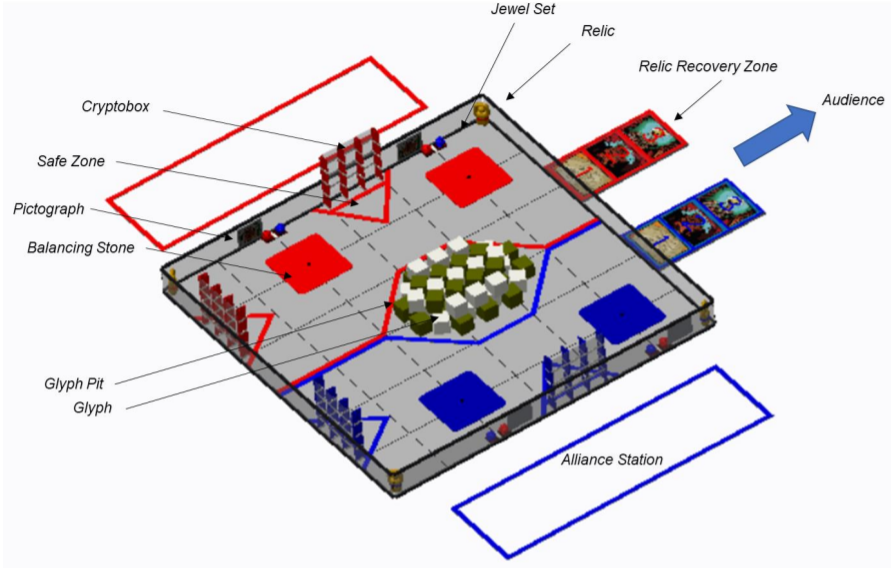 Jewel Set
Relic
Relic Recovery Zone
Audience
Cryptobox
Safe Zone
Pictograph
Balancing Stone
Glyph Pit
Glyph
Alliance Station